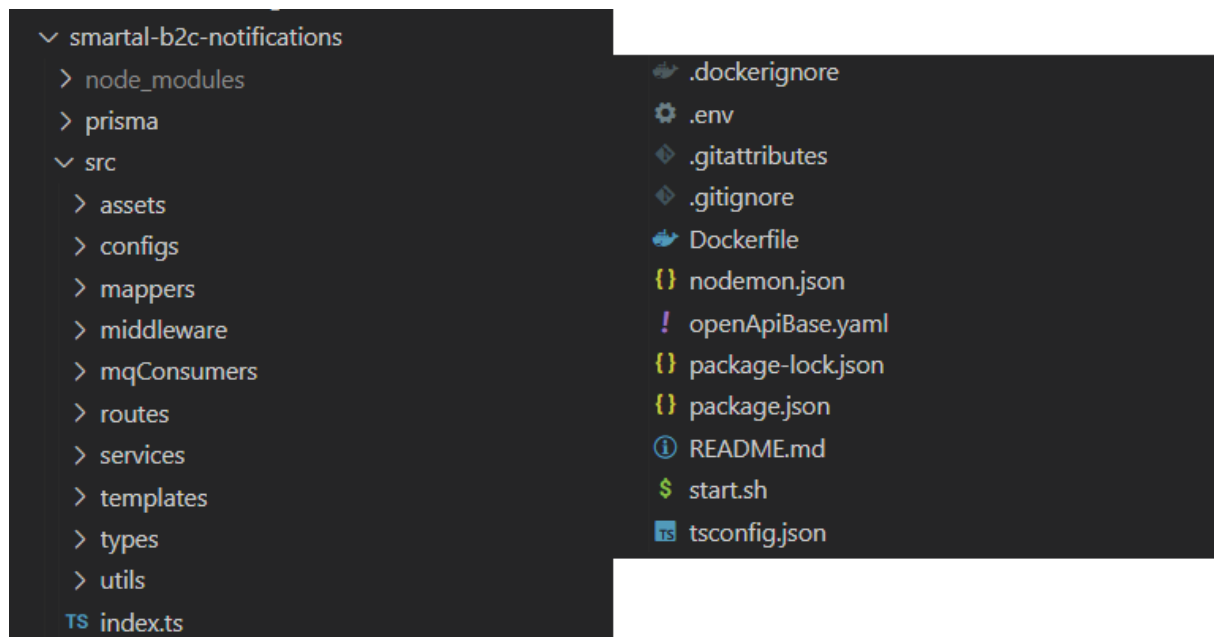 smartal-b2c-notifications
node_modules
prisma
src
assets
configs
mappers
middleware
mqConsumers
routes
services
templates
types
utils
TS index.ts
.dockerignore
.env
.gitattributes
.gitignore
Dockerfile
{} nodemon.json
! openApiBase.yaml
{} package-lock.json
{} package.json
README.md
$ start.sh
TS tsconfig.json